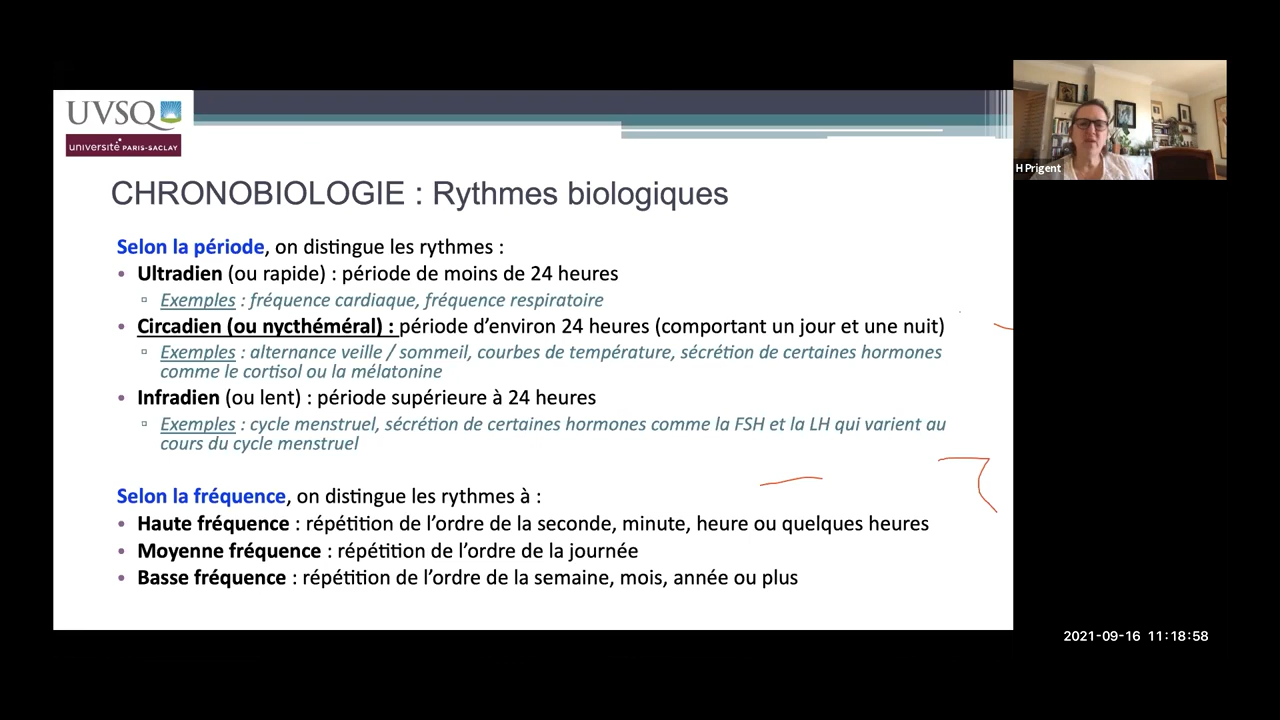 UVSQ
université PARIS-SACLAY
H Prigent
CHRONOBIOLOGIE : Rythmes biologiques
Selon la période, on distingue les rythmes :
• Ultradien (ou rapide) : période de moins de 24 heures
▫ Exemples : fréquence cardiaque, fréquence respiratoire
• Circadien (ou nycthéméral) : période d’environ 24 heures (comportant un jour et une nuit)
▫ Exemples : alternance veille / sommeil, courbes de température, sécrétion de certaines hormones
comme le cortisol ou la mélatonine
• Infradien (ou lent) : période supérieure à 24 heures
▫ Exemples : cycle menstruel, sécrétion de certaines hormones comme la FSH et la LH qui varient au
cours du cycle menstruel
Selon la fréquence, on distingue les rythmes à :
• Haute fréquence : répétition de l’ordre de la seconde, minute, heure ou quelques heures
• Moyenne fréquence : répétition de l’ordre de la journée
• Basse fréquence : répétition de l’ordre de la semaine, mois, année ou plus
2021-09-16 11:18:58